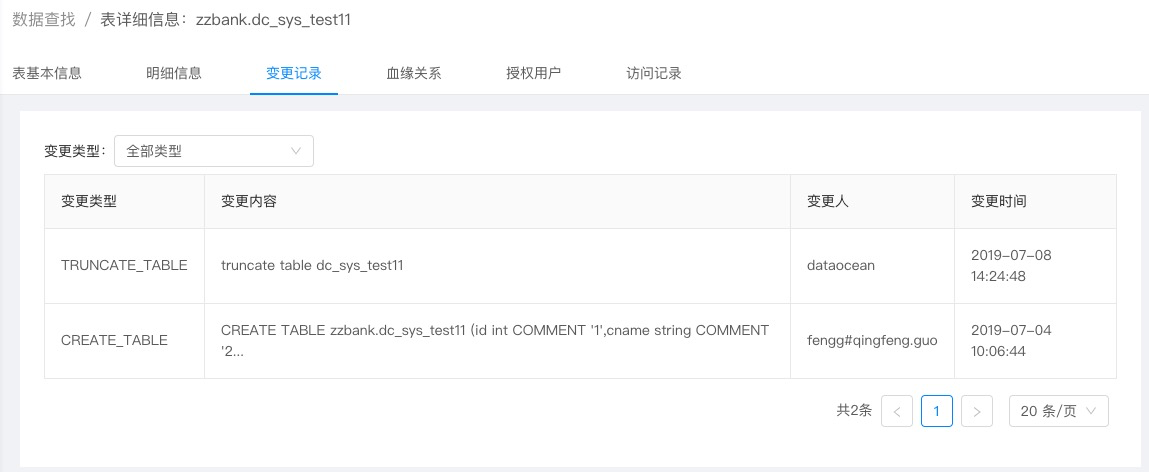 数据查找 / 表详细信息：zzbank.dc_sys_test11
表基本信息 明细信息 变更记录 血缘关系 授权用户 访问记录
变更类型： 全部类型
变更类型 变更内容 变更人 变更时间
TRUNCATE_TABLE truncate table dc_sys_test11 dataocean 2019-07-08
14:24:48
CREATE_TABLE CREATE TABLE zzbank.dc_sys_test11 (id int COMMENT '1',cname string COMMENT
'2... fengg#qingfeng.guo 2019-07-04
10:06:44
共2条 < 1 > 20 条/页